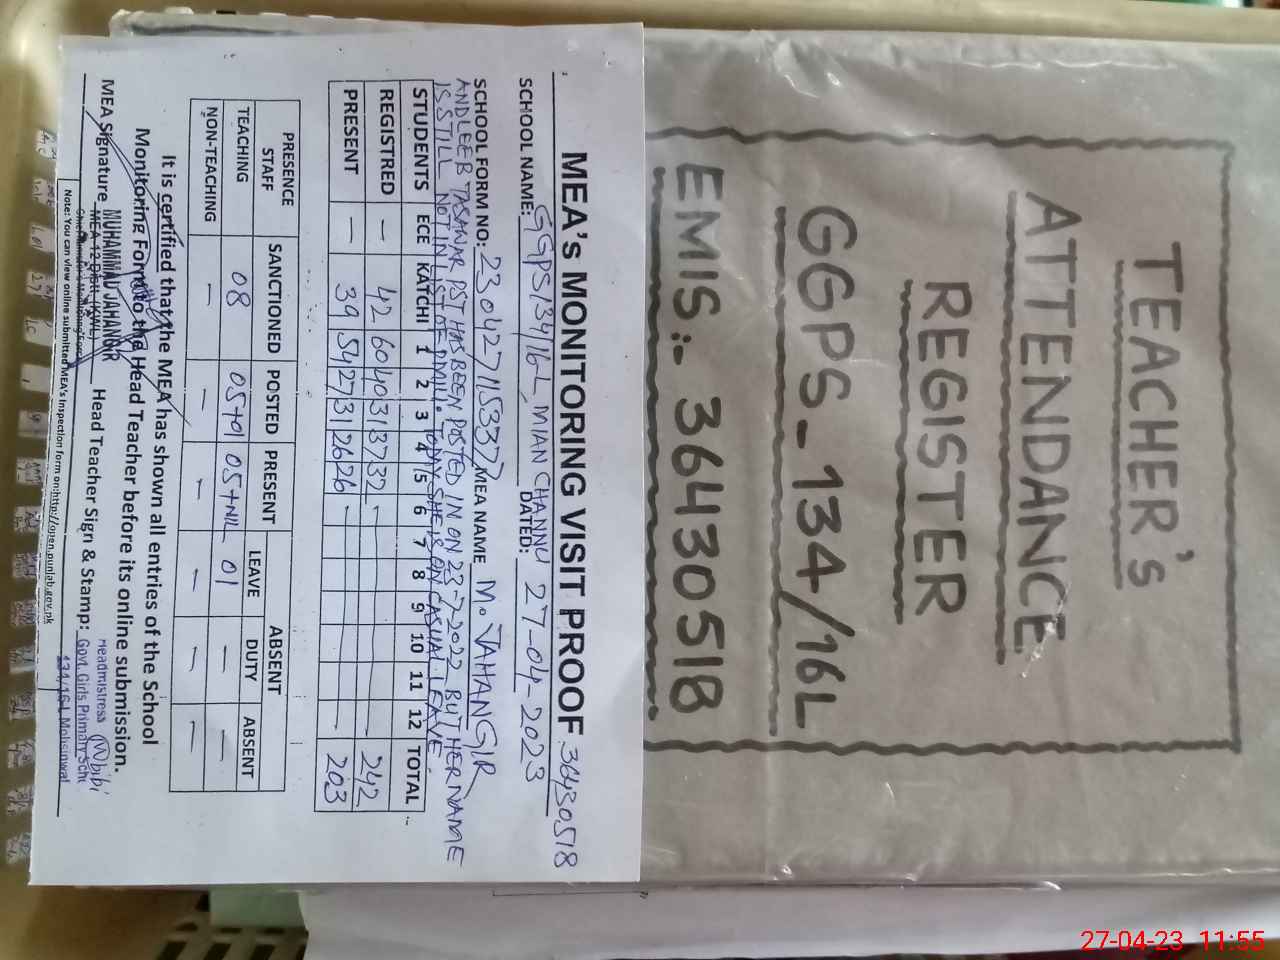 TEACHER's
ATTENDANCE
REGISTER
GGPS-134/16L
EMIS:- 36430518
MEA's MONITORING VISIT PROOF 36430518
SCHOOL NAME: GGPS 134/16-L MIAN CHANNU DATED: 27-04-2023
SCHOOL FORM NO: 230427115337 MEA NAME M. JAHANGIR
ANDLEEB TASAWAR PST HAS BEEN POSTED IN ON 23-7-2022 BUT HER NAME
IS STILL NOT IN LIST OF PMIU. TODAY SHE IS ON CASUAL LEAVE
STUDENTS ECE KATCHI 1 2 3 4 5 6 7 8 9 10 11 12 TOTAL
REGISTRED - 42 60 40 31 37 32 - 242
PRESENT - 39 54 27 31 26 26 - 203
PRESENCE STAFF SANCTIONED POSTED PRESENT ABSENT
LEAVE DUTY ABSENT
TEACHING 08 05+01 05+NIL 01 - -
NON-TEACHING - - - - - -
It is certified that the MEA has shown all entries of the School
Monitoring Form to the Head Teacher before its online submission.
MEA Signature MUHAMMAD JAHANGIR Head Teacher Sign & Stamp:
Headmistress
Govt. Girls Primary Schl
134/16-L Mohsinwal
Note: You can view online submitted MEA's Inspection form on:http://open.punjab.gov.pk
27-04-23 11:55